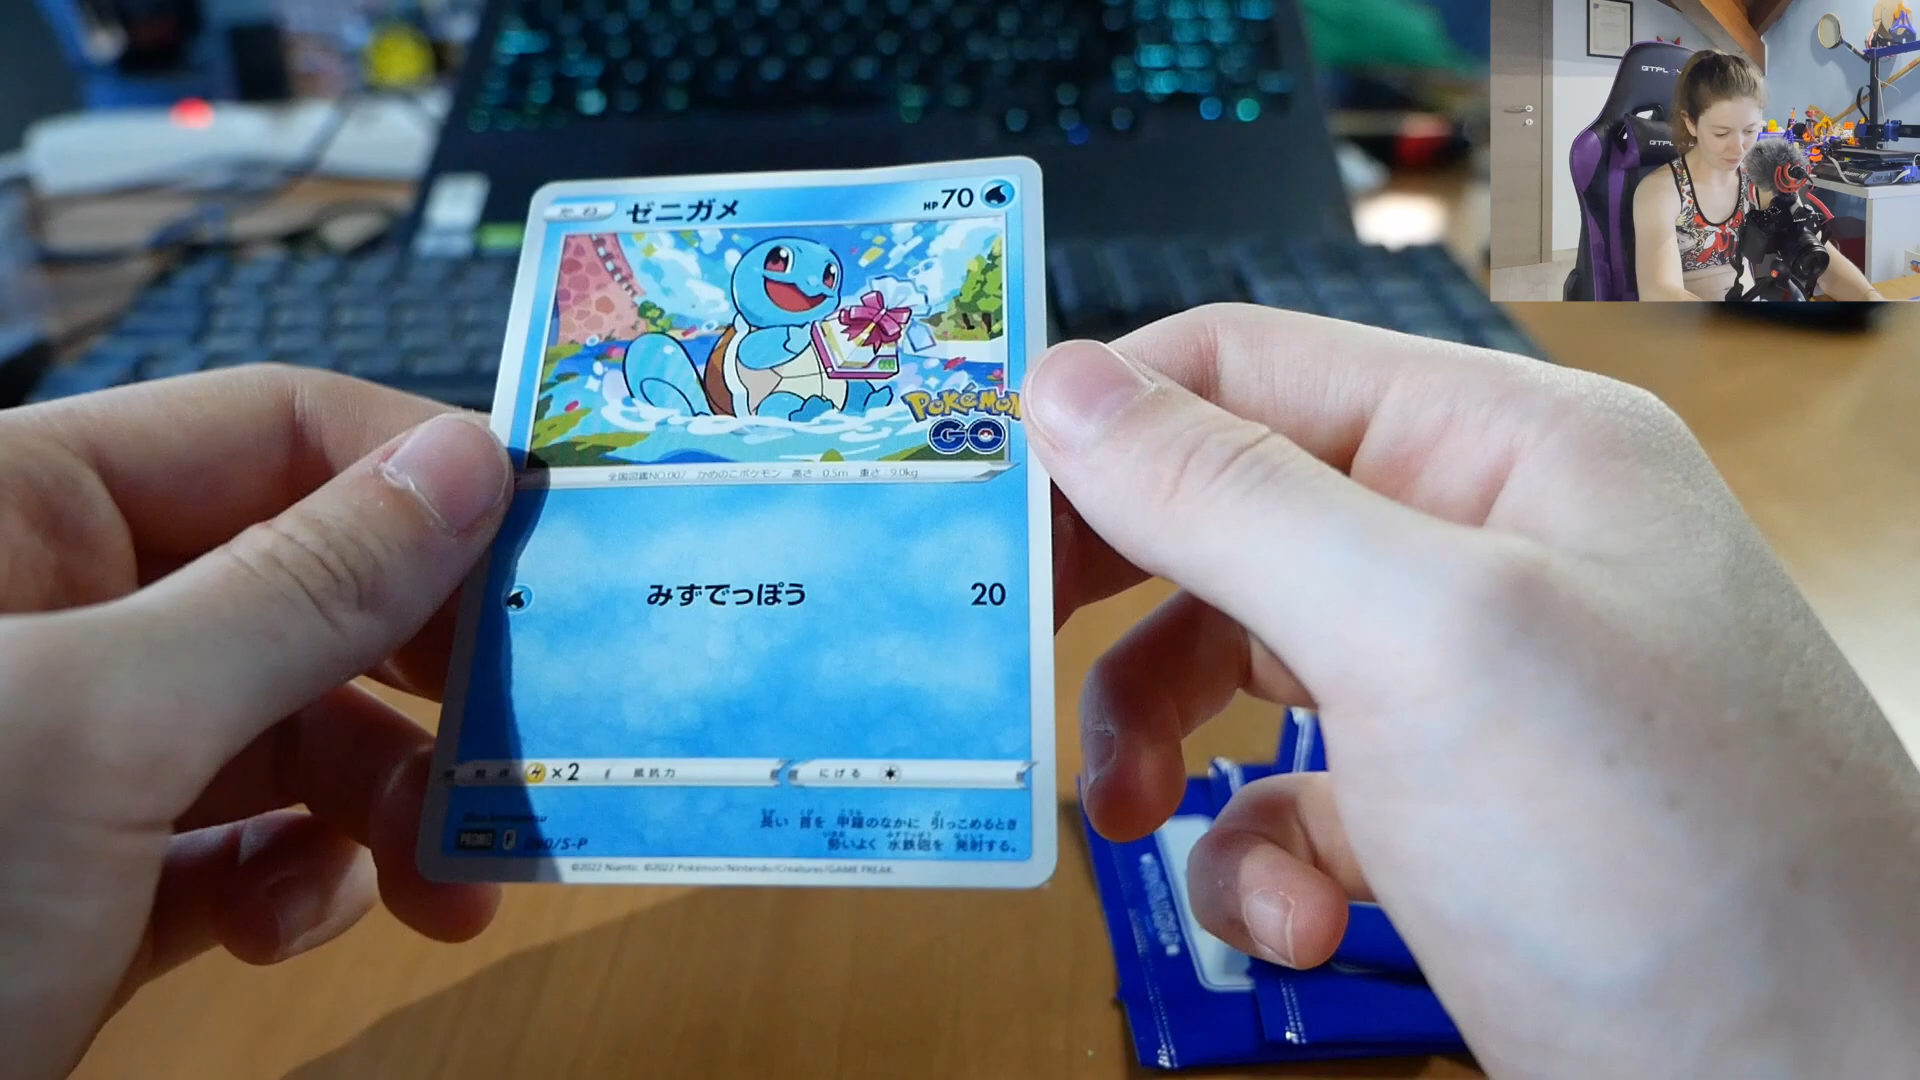 たね ゼニガメ HP70
Pokémon
GO
全国図鑑NO.007 かめのこポケモン 高さ:0.5m 重さ:9.0kg
みずでっぽう 20
弱点 ×2 抵抗力 にげる
長い 首を 甲羅のなかに 引っこめるとき
勢いよく 水鉄砲を 発射する。
PROMO F /S-P
©2022 Niantic. ©2022 Pokémon/Nintendo/Creatures/GAME FREAK.